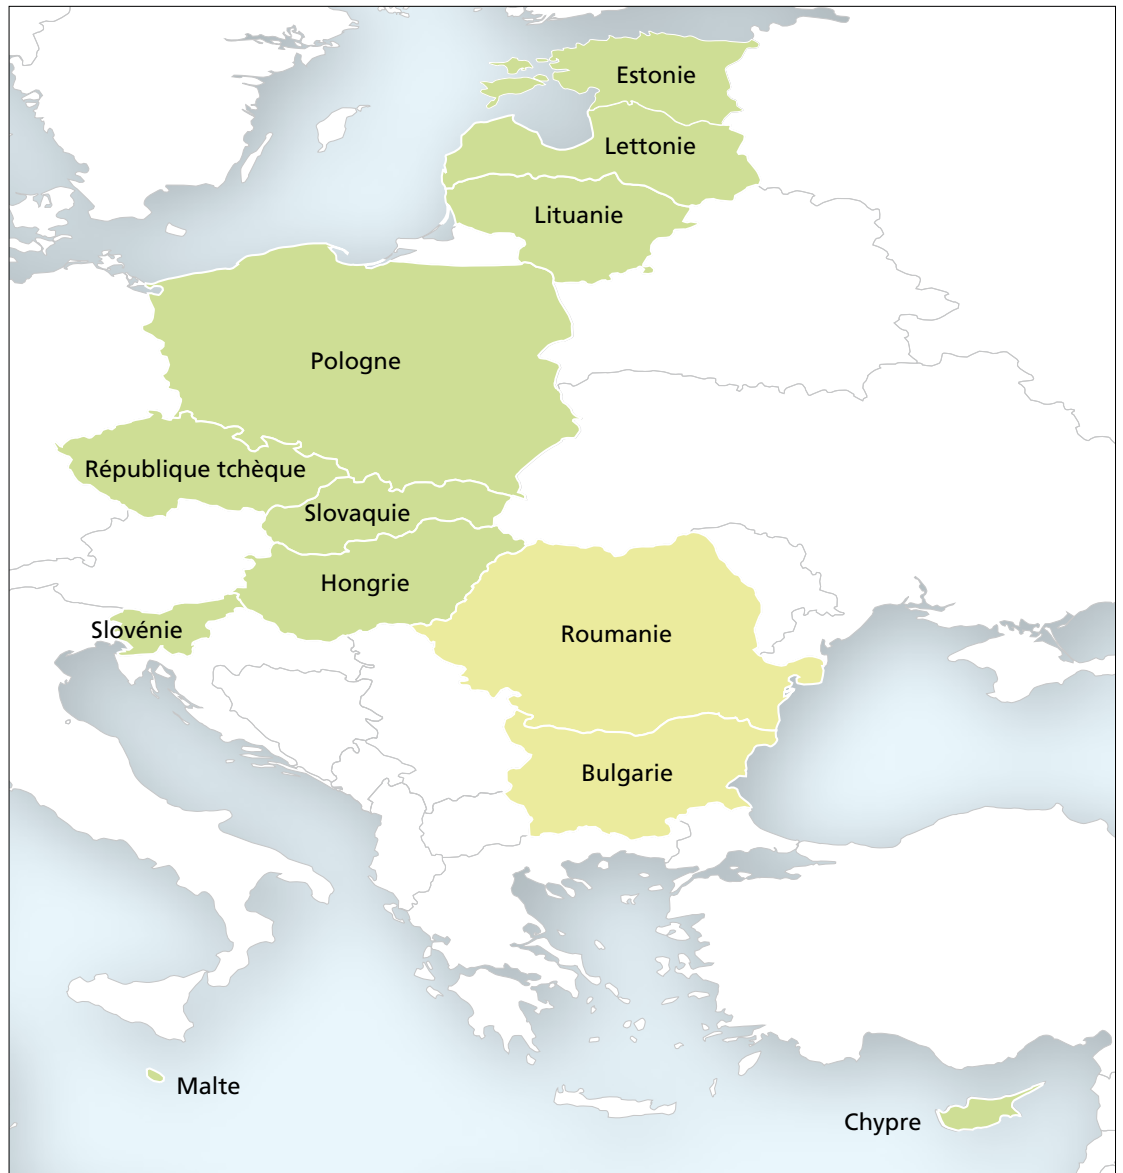 Estonie
Lettonie
Lituanie
Pologne
République tchèque
Slovaquie
Hongrie
Slovénie
Roumanie
Bulgarie
Malte
Chypre